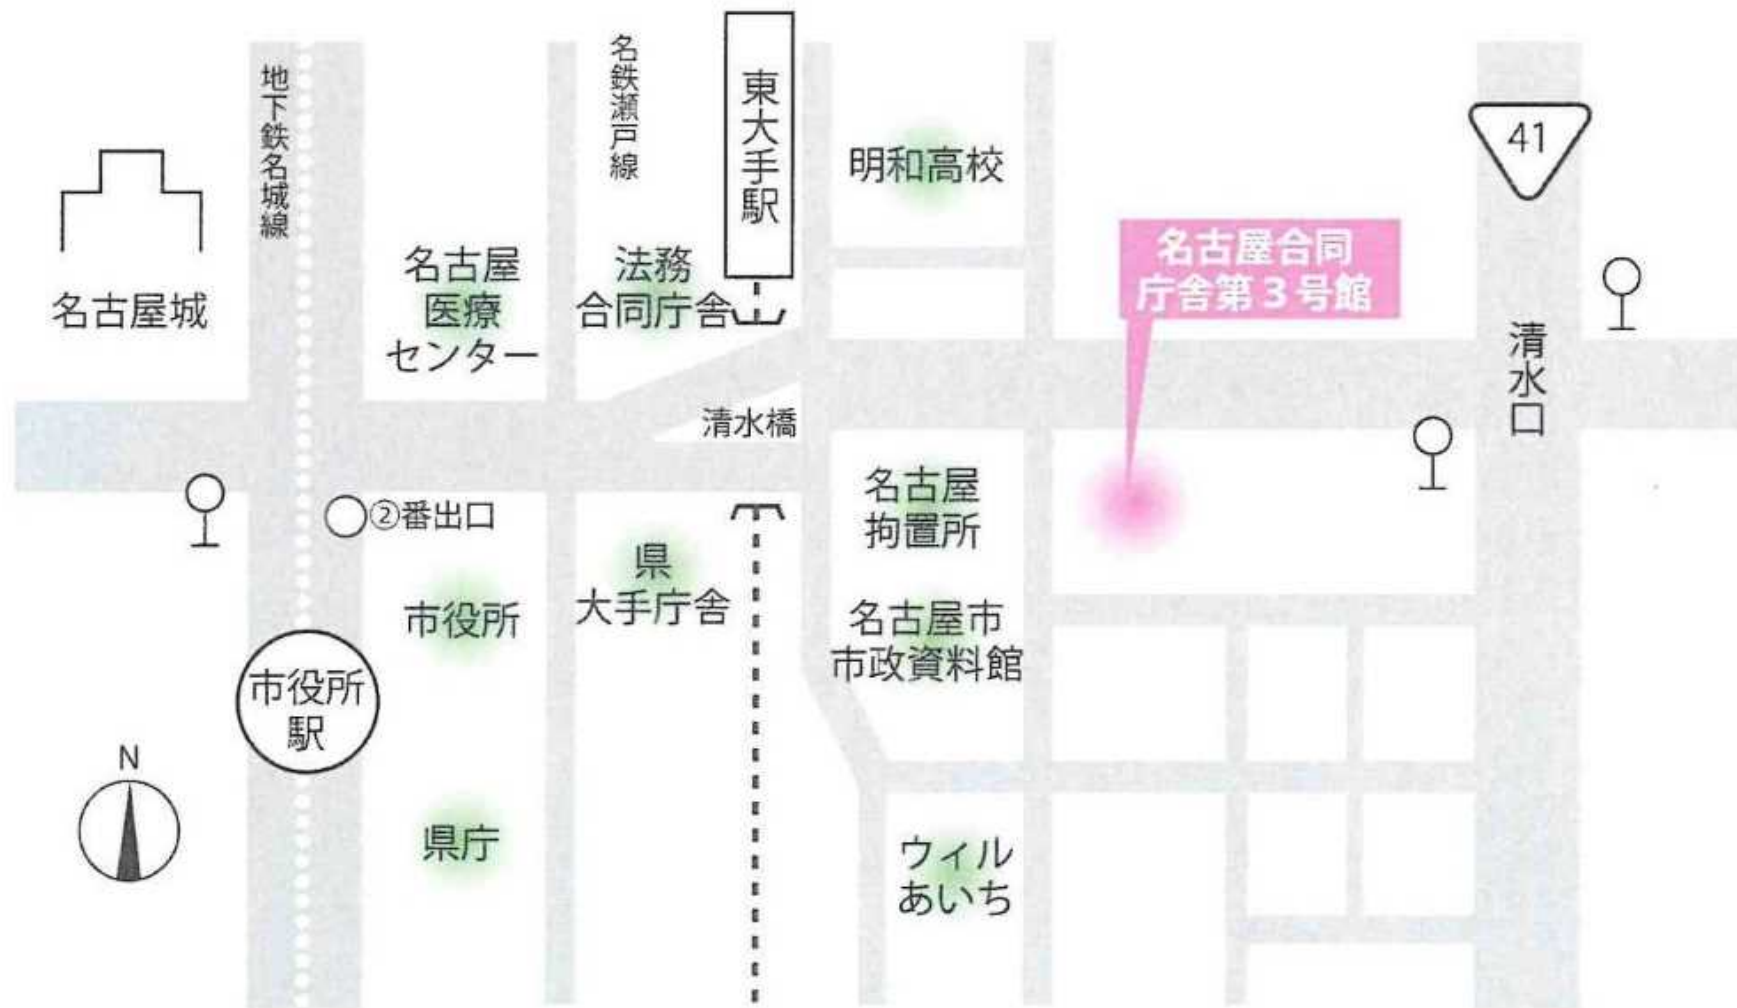 地下鉄名城線
名鉄瀬戸線
東大手駅
明和高校
41
名古屋合同
庁舎第3号館
名古屋城
名古屋
医療
センター
法務
合同庁舎
清水口
清水橋
②番出口
名古屋
拘置所
県
大手庁舎
市役所
名古屋市
市政資料館
市役所
駅
N
県庁
ウィル
あいち